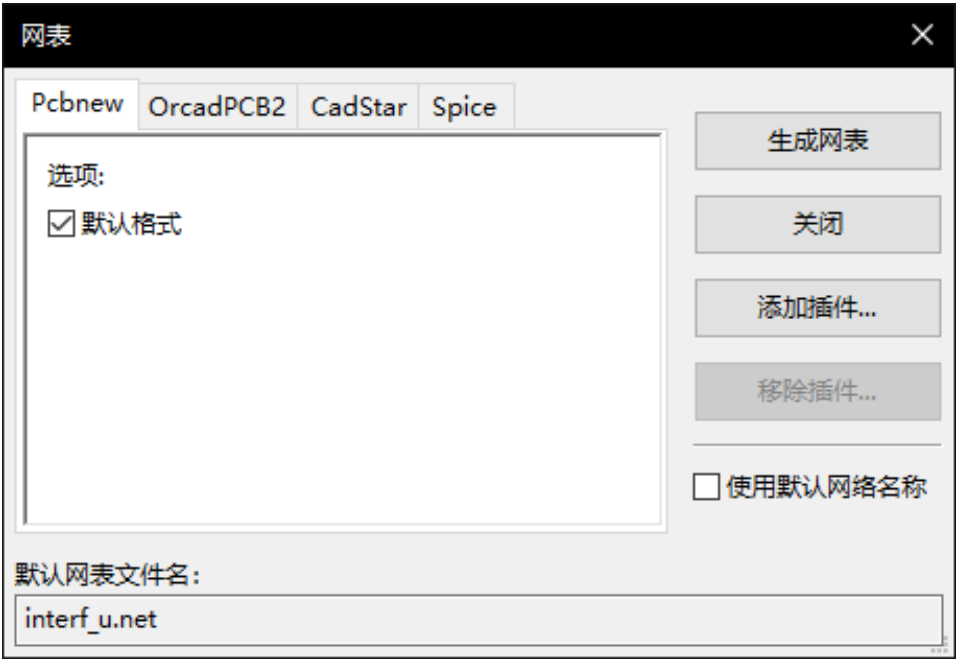 网表
Pcbnew OrcadPCB2 CadStar Spice
选项:
默认格式
生成网表
关闭
添加插件...
移除插件...
使用默认网络名称
默认网表文件名:
interf_u.net